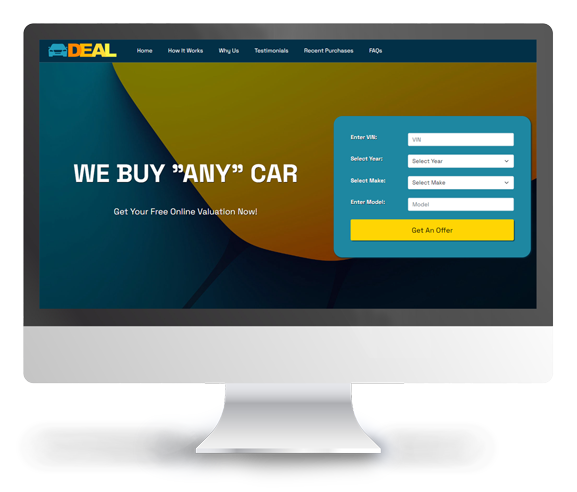 DEAL
Home How It Works Why Us Testimonials Recent Purchases FAQs
WE BUY "ANY" CAR
Get Your Free Online Valuation Now!
Enter VIN: VIN
Select Year: Select Year
Select Make: Select Make
Enter Model: Model
Get An Offer